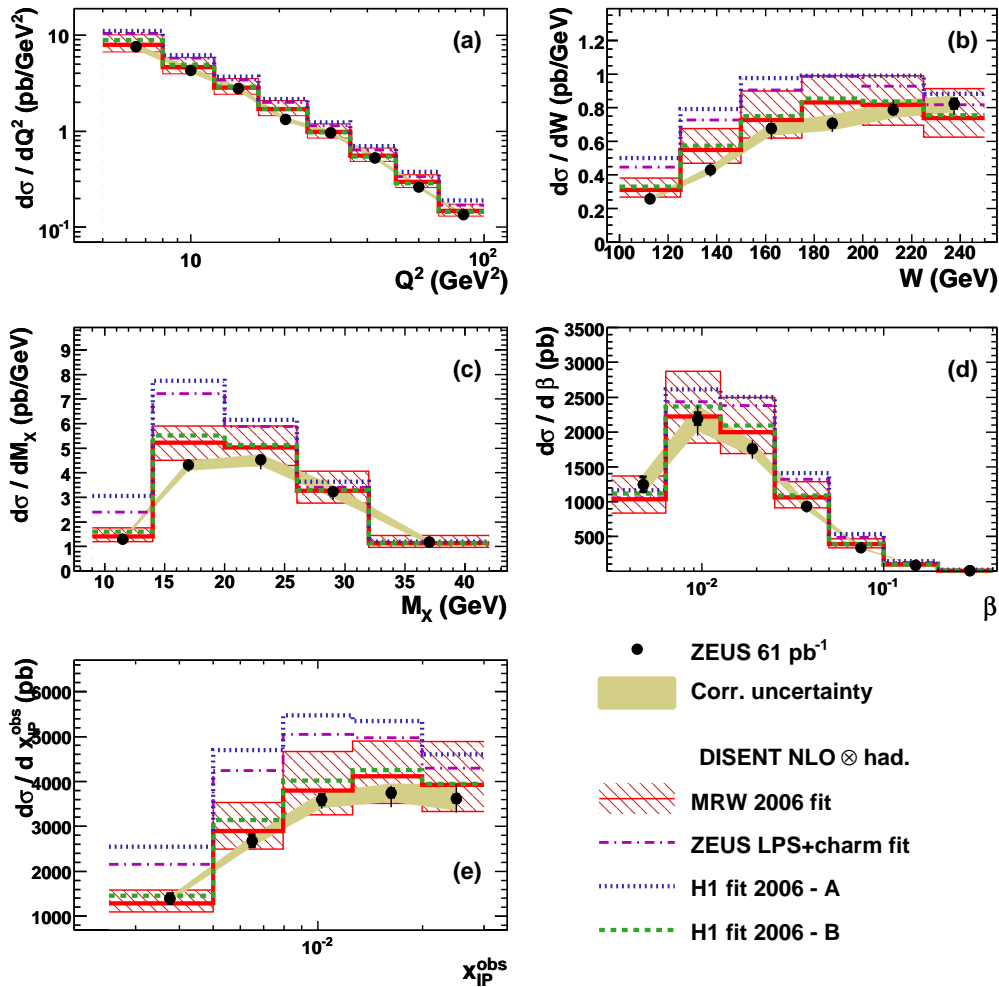 dσ / dQ² (pb/GeV²)
10
1
10⁻¹
(a)
10
10²
Q² (GeV²)
dσ / dW (pb/GeV)
1.2
1
0.8
0.6
0.4
0.2
0
(b)
100 120 140 160 180 200 220 240
W (GeV)
dσ / dM_X (pb/GeV)
9
8
7
6
5
4
3
2
1
0
(c)
10 15 20 25 30 35 40
M_X (GeV)
dσ / d β (pb)
3500
3000
2500
2000
1500
1000
500
(d)
10⁻² 10⁻¹
β
dσ / d x_IP^obs (pb)
6000
5000
4000
3000
2000
1000
(e)
10⁻²
x_IP^obs
ZEUS 61 pb⁻¹
Corr. uncertainty
DISENT NLO ⊗ had.
MRW 2006 fit
ZEUS LPS+charm fit
H1 fit 2006 - A
H1 fit 2006 - B